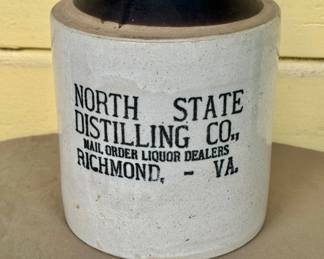 NORTH STATE
DISTILLING CO.,
MAIL ORDER LIQUOR DEALERS
RICHMOND, - VA.